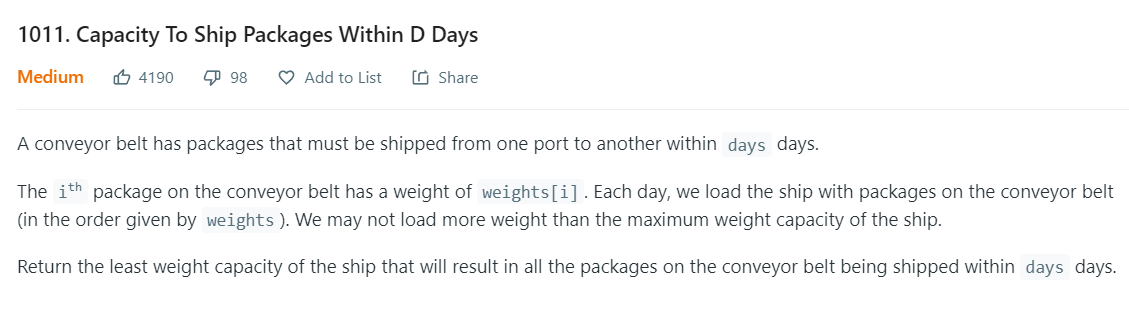 1011. Capacity To Ship Packages Within D Days
Medium 4190 98 Add to List Share
A conveyor belt has packages that must be shipped from one port to another within days days.
The ith package on the conveyor belt has a weight of weights[i]. Each day, we load the ship with packages on the conveyor belt
(in the order given by weights). We may not load more weight than the maximum weight capacity of the ship.
Return the least weight capacity of the ship that will result in all the packages on the conveyor belt being shipped within days days.